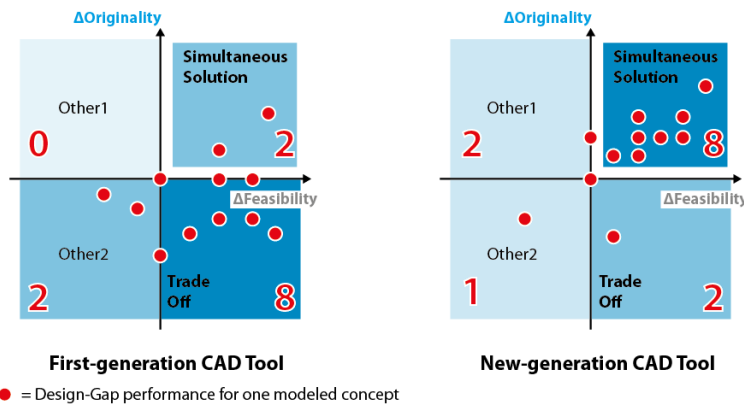 ΔOriginality
Simultaneous
Solution
Other1
0
2
ΔFeasibility
Other2
Trade
Off
2
8
First-generation CAD Tool
ΔOriginality
Simultaneous
Solution
Other1
2
8
ΔFeasibility
Other2
Trade
Off
1
2
New-generation CAD Tool
= Design-Gap performance for one modeled concept